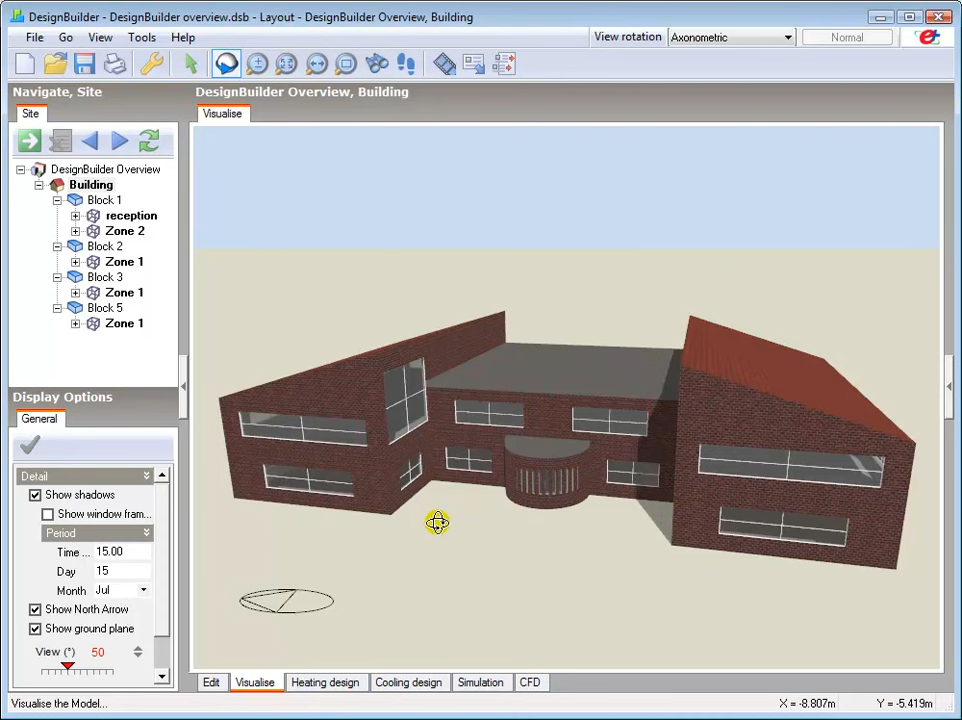 DesignBuilder - DesignBuilder overview.dsb - Layout - DesignBuilder Overview, Building
File Go View Tools Help
View rotation Axonometric Normal
Navigate, Site
DesignBuilder Overview, Building
Site
Visualise
DesignBuilder Overview
Building
Block 1
reception
Zone 2
Block 2
Zone 1
Block 3
Zone 1
Block 5
Zone 1
Display Options
General
Detail
Show shadows
Show window fram...
Period
Time ... 15.00
Day 15
Month Jul
Show North Arrow
Show ground plane
View (°) 50
Edit Visualise Heating design Cooling design Simulation CFD
Visualise the Model...
X = -8.807m Y = -5.419m